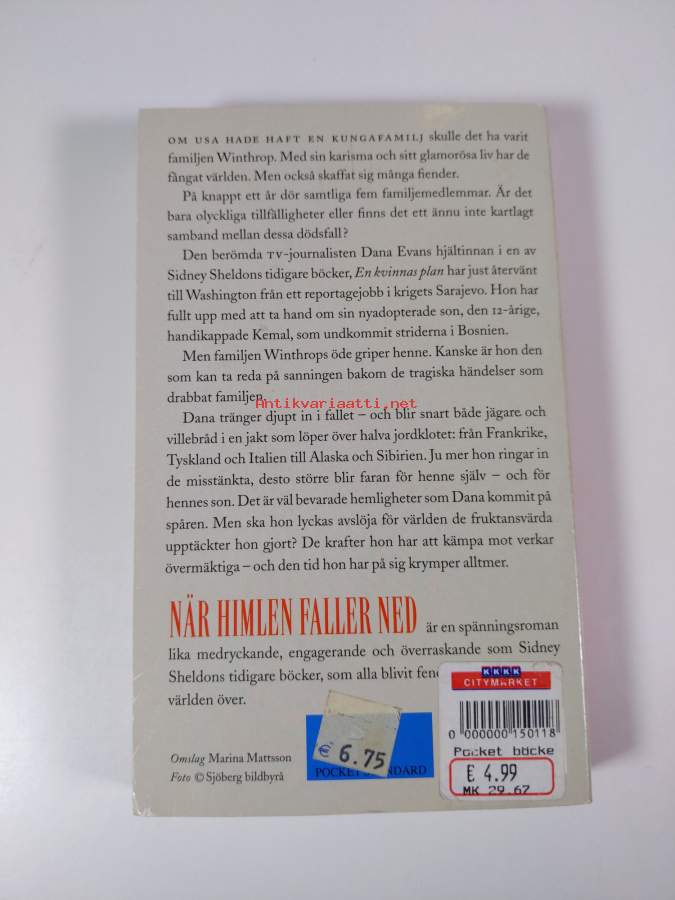 OM USA HADE HAFT EN KUNGAFAMILJ skulle det ha varit
familjen Winthrop. Med sin karisma och sitt glamorösa liv har de
fångat världen. Men också skaffat sig många fiender.
På knappt ett år dör samtliga fem familjemedlemmar. Är det
bara olyckliga tillfälligheter eller finns det ett ännu inte kartlagt
samband mellan dessa dödsfall?
Den berömda TV-journalisten Dana Evans hjältinnan i en av
Sidney Sheldons tidigare böcker, En kvinnas plan har just återvänt
till Washington från ett reportagejobb i krigets Sarajevo. Hon har
fullt upp med att ta hand om sin nyadopterade son, den 12-årige,
handikappade Kemal, som undkommit striderna i Bosnien.
Men familjen Winthrops öde griper henne. Kanske är hon den
som kan ta reda på sanningen bakom de tragiska händelser som
drabbat familjen.
Antikvariaatti.net
Dana tränger djupt in i fallet – och blir snart både jägare och
villebråd i en jakt som löper över halva jordklotet: från Frankrike,
Tyskland och Italien till Alaska och Sibirien. Ju mer hon ringar in
de misstänkta, desto större blir faran för henne själv – och för
hennes son. Det är väl bevarade hemligheter som Dana kommit på
spåren. Men ska hon lyckas avslöja för världen de fruktansvärda
upptäckter hon gjort? De krafter hon har att kämpa mot verkar
övermäktiga – och den tid hon har på sig krymper alltmer.
NÄR HIMLEN FALLER NED är en spänningsroman
lika medryckande, engagerande och överraskande som Sidney
Sheldons tidigare böcker, som alla blivit
världen över.
KKKK
CITYMARKET
0 000000 150118
Pocket böcke
€ 4.99
MK 29.67
€ 6.75
POCKET
Omslag Marina Mattsson
Foto © Sjöberg bildbyrå